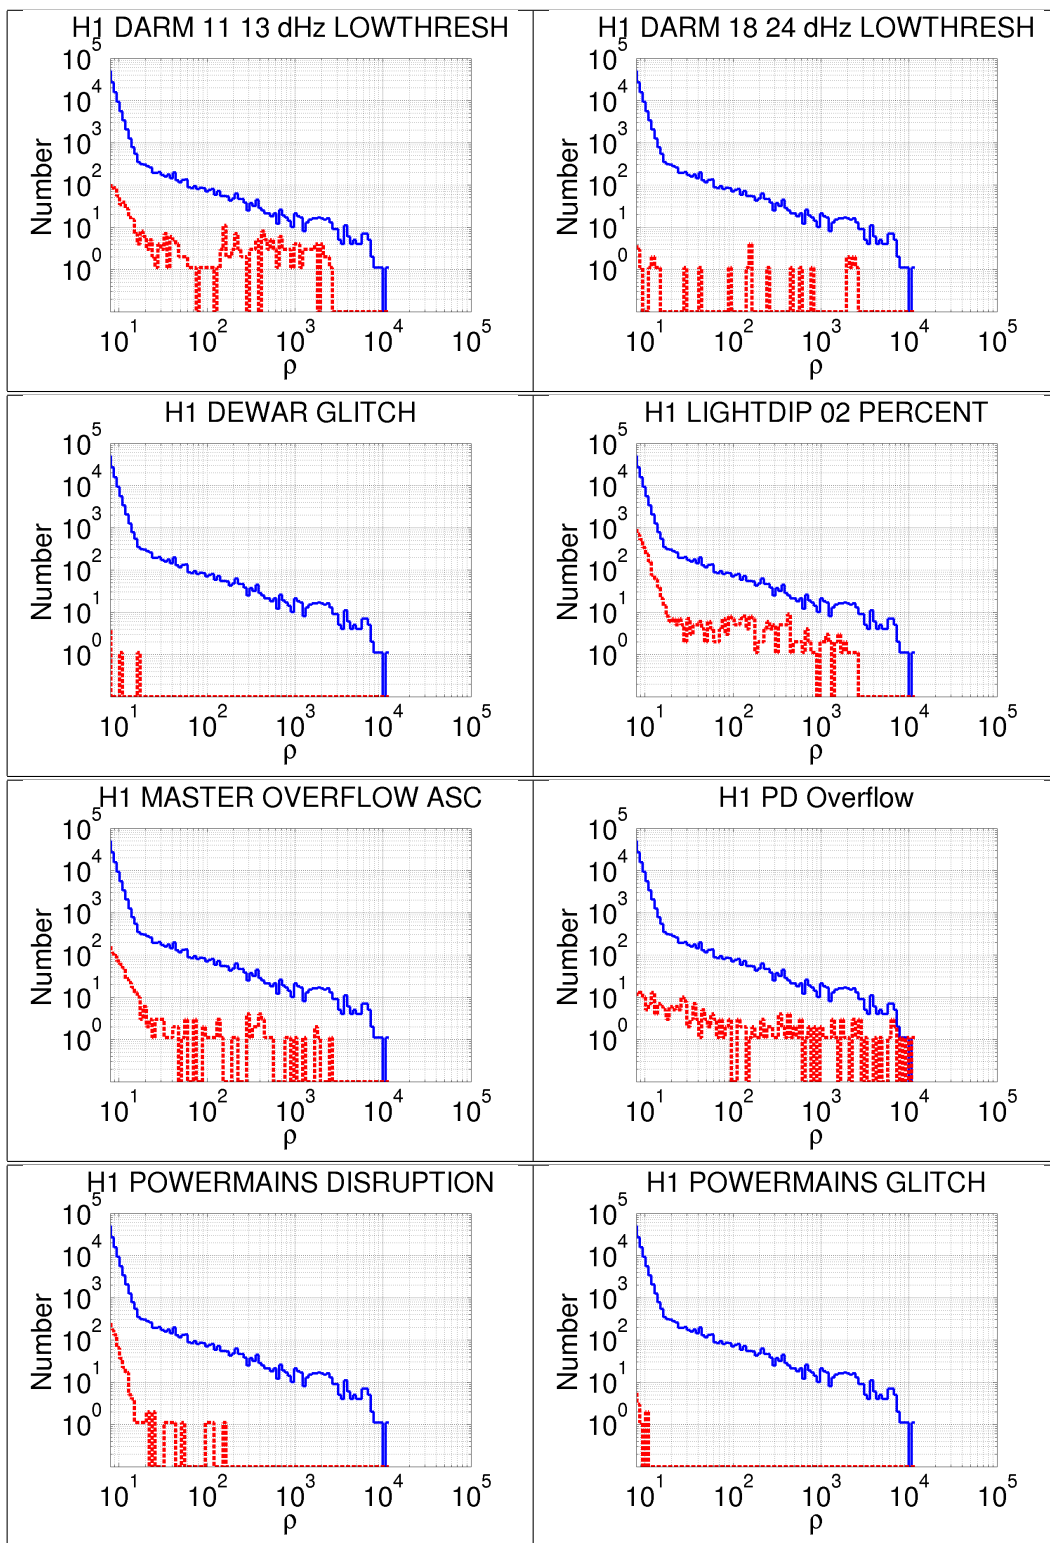 H1 DARM 11 13 dHz LOWTHRESH
10^5
10^4
10^3
10^2
10^1
10^0
Number
10^1 10^2 10^3 10^4 10^5
ρ
H1 DARM 18 24 dHz LOWTHRESH
10^5
10^4
10^3
10^2
10^1
10^0
Number
10^1 10^2 10^3 10^4 10^5
ρ
H1 DEWAR GLITCH
10^5
10^4
10^3
10^2
10^1
10^0
Number
10^1 10^2 10^3 10^4 10^5
ρ
H1 LIGHTDIP 02 PERCENT
10^5
10^4
10^3
10^2
10^1
10^0
Number
10^1 10^2 10^3 10^4 10^5
ρ
H1 MASTER OVERFLOW ASC
10^5
10^4
10^3
10^2
10^1
10^0
Number
10^1 10^2 10^3 10^4 10^5
ρ
H1 PD Overflow
10^5
10^4
10^3
10^2
10^1
10^0
Number
10^1 10^2 10^3 10^4 10^5
ρ
H1 POWERMAINS DISRUPTION
10^5
10^4
10^3
10^2
10^1
10^0
Number
10^1 10^2 10^3 10^4 10^5
ρ
H1 POWERMAINS GLITCH
10^5
10^4
10^3
10^2
10^1
10^0
Number
10^1 10^2 10^3 10^4 10^5
ρ